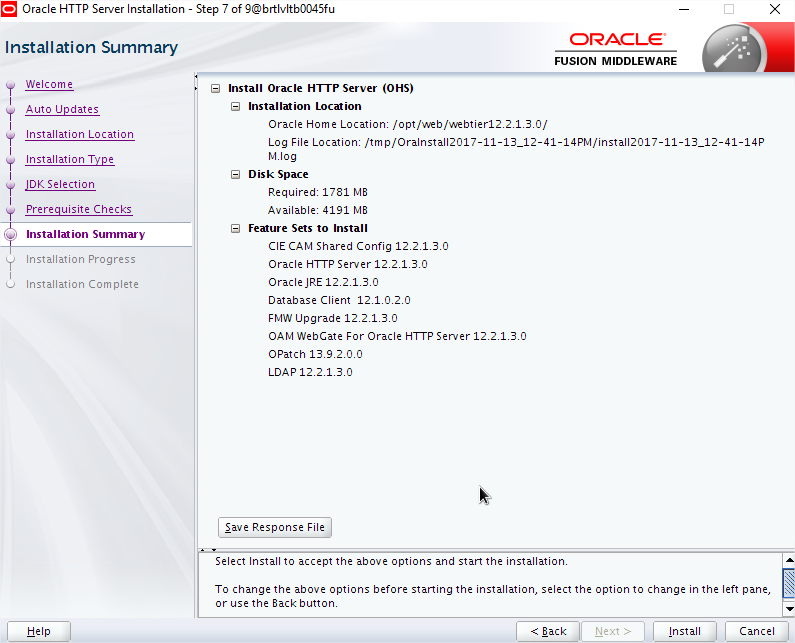 Oracle HTTP Server Installation - Step 7 of 9@brtlvltb0045fu
Installation Summary
ORACLE®
FUSION MIDDLEWARE
Welcome
Auto Updates
Installation Location
Installation Type
JDK Selection
Prerequisite Checks
Installation Summary
Installation Progress
Installation Complete
Install Oracle HTTP Server (OHS)
Installation Location
Oracle Home Location: /opt/web/webtier12.2.1.3.0/
Log File Location: /tmp/OraInstall2017-11-13_12-41-14PM/install2017-11-13_12-41-14P
M.log
Disk Space
Required: 1781 MB
Available: 4191 MB
Feature Sets to Install
CIE CAM Shared Config 12.2.1.3.0
Oracle HTTP Server 12.2.1.3.0
Oracle JRE 12.2.1.3.0
Database Client 12.1.0.2.0
FMW Upgrade 12.2.1.3.0
OAM WebGate For Oracle HTTP Server 12.2.1.3.0
OPatch 13.9.2.0.0
LDAP 12.2.1.3.0
Save Response File
Select Install to accept the above options and start the installation.
To change the above options before starting the installation, select the option to change in the left pane,
or use the Back button.
Help
< Back
Next >
Install
Cancel